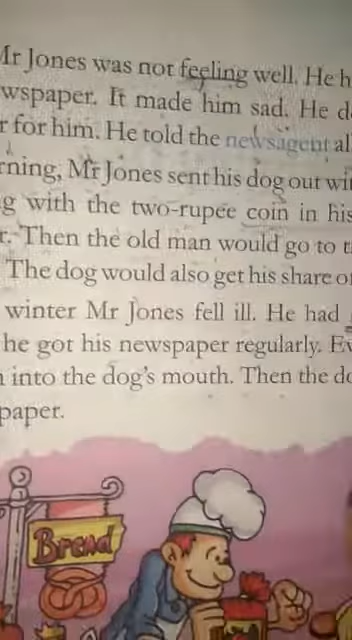 Mr Jones was not feeling well. He h
wspaper. It made him sad. He d
r for him. He told the newsagent al
rning, Mr Jones sent his dog out wi
g with the two-rupee coin in his
r. Then the old man would go to t
The dog would also get his share o
winter Mr Jones fell ill. He had
he got his newspaper regularly. Ev
into the dog's mouth. Then the do
paper.
Bread